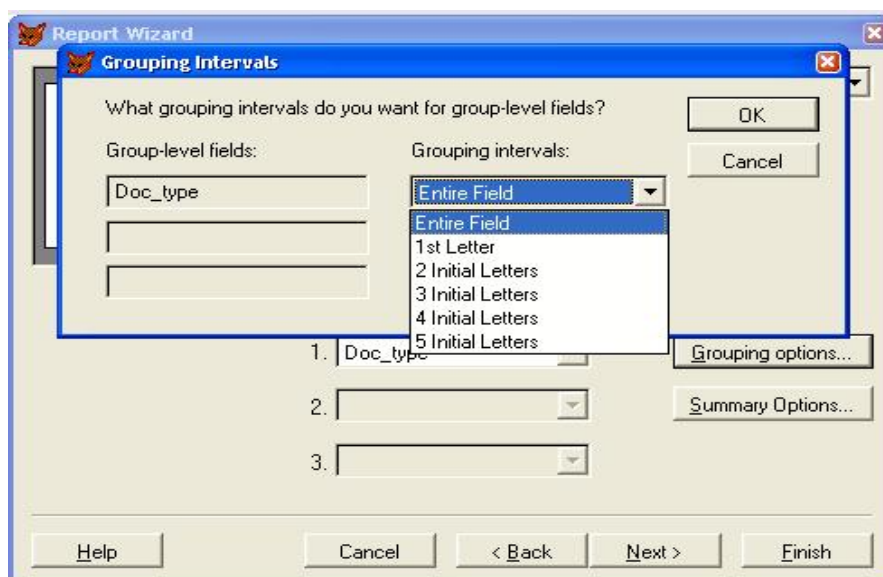 Report Wizard
Grouping Intervals
What grouping intervals do you want for group-level fields?
OK
Group-level fields:
Grouping intervals:
Cancel
Doc_type
Entire Field
Entire Field
1st Letter
2 Initial Letters
3 Initial Letters
4 Initial Letters
5 Initial Letters
1. Doc_type
Grouping options...
2.
Summary Options...
3.
Help
Cancel
< Back
Next >
Finish